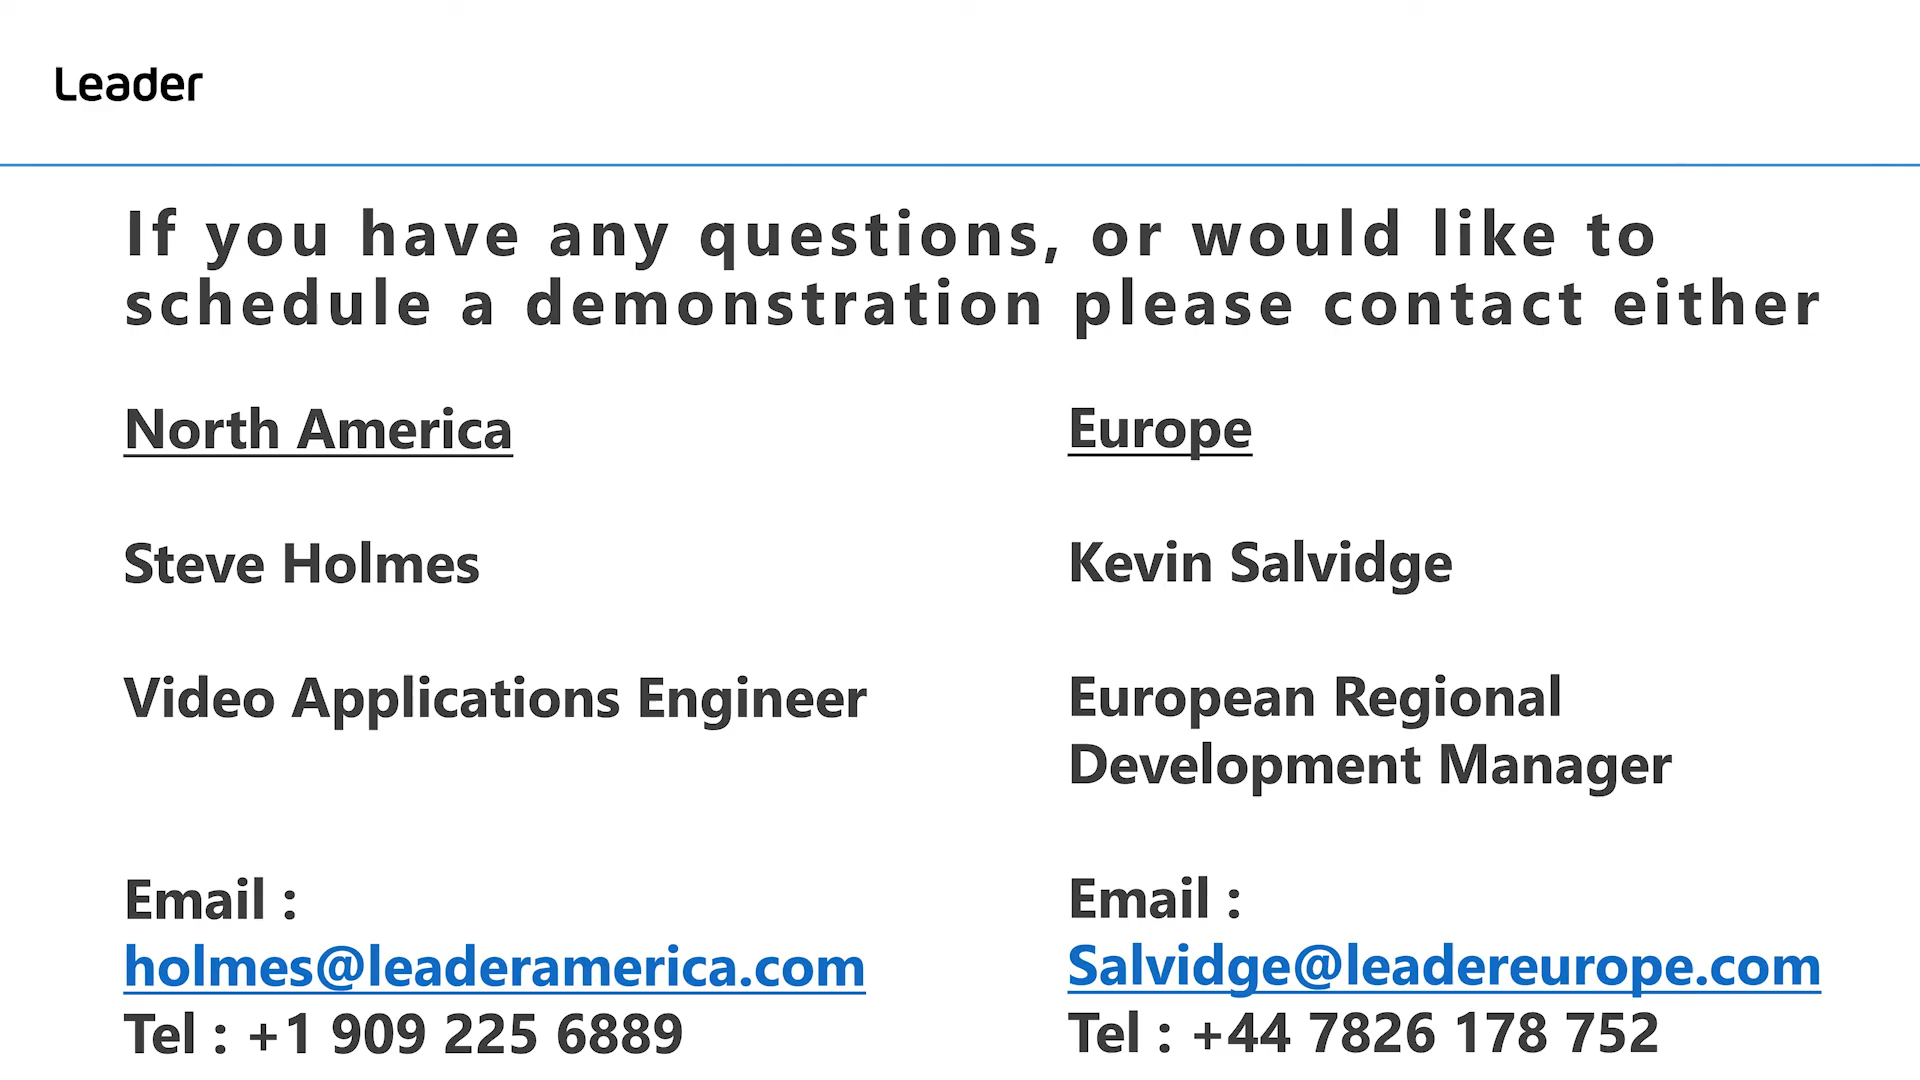 Leader
If you have any questions, or would like to
schedule a demonstration please contact either
North America
Steve Holmes
Video Applications Engineer
Email :
holmes@leaderamerica.com
Tel : +1 909 225 6889
Europe
Kevin Salvidge
European Regional
Development Manager
Email :
Salvidge@leadereurope.com
Tel : +44 7826 178 752